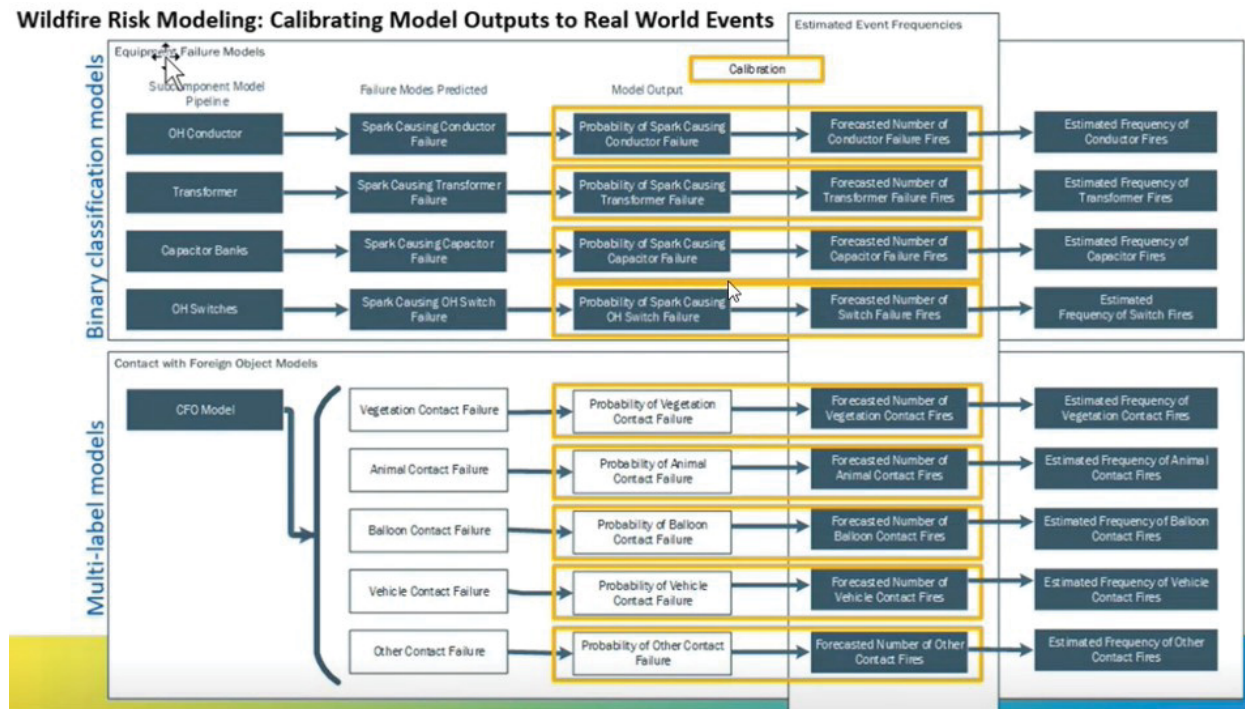 Wildfire Risk Modeling: Calibrating Model Outputs to Real World Events
Estimated Event Frequencies
Binary classification models
Equipment Failure Models
Calibration
Subcomponent Model
Pipeline
Failure Modes Predicted
Model Output
OH Conductor
Spark Causing Conductor
Failure
Probability of Spark Causing
Conductor Failure
Forecasted Number of
Conductor Failure Fires
Estimated Frequency of
Conductor Fires
Transformer
Spark Causing Transformer
Failure
Probability of Spark Causing
Transformer Failure
Forecasted Number of
Transformer Failure Fires
Estimated Frequency of
Transformer Fires
Capacitor Banks
Spark Causing Capacitor
Failure
Probability of Spark Causing
Capacitor Failure
Forecasted Number of
Capacitor Failure Fires
Estimated Frequency of
Capacitor Fires
OH Switches
Spark Causing OH Switch
Failure
Probability of Spark Causing
OH Switch Failure
Forecasted Number of
Switch Failure Fires
Estimated
Frequency of Switch Fires
Multi-label models
Contact with Foreign Object Models
CFO Model
Vegetation Contact Failure
Probability of Vegetation
Contact Failure
Forecasted Number of
Vegetation Contact Fires
Estimated Frequency of
Vegetation Contact Fires
Animal Contact Failure
Probability of Animal
Contact Failure
Forecasted Number of
Animal Contact Fires
Estimated Frequency of Animal
Contact Fires
Balloon Contact Failure
Probability of Balloon
Contact Failure
Forecasted Number of
Balloon Contact Fires
Estimated Frequency of Balloon
Contact Fires
Vehicle Contact Failure
Probability of Vehicle
Contact Failure
Forecasted Number of
Vehicle Contact Fires
Estimated Frequency of Vehicle
Contact Fires
Other Contact Failure
Probability of Other Contact
Failure
Forecasted Number of Other
Contact Fires
Estimated Frequency of Other
Contact Fires